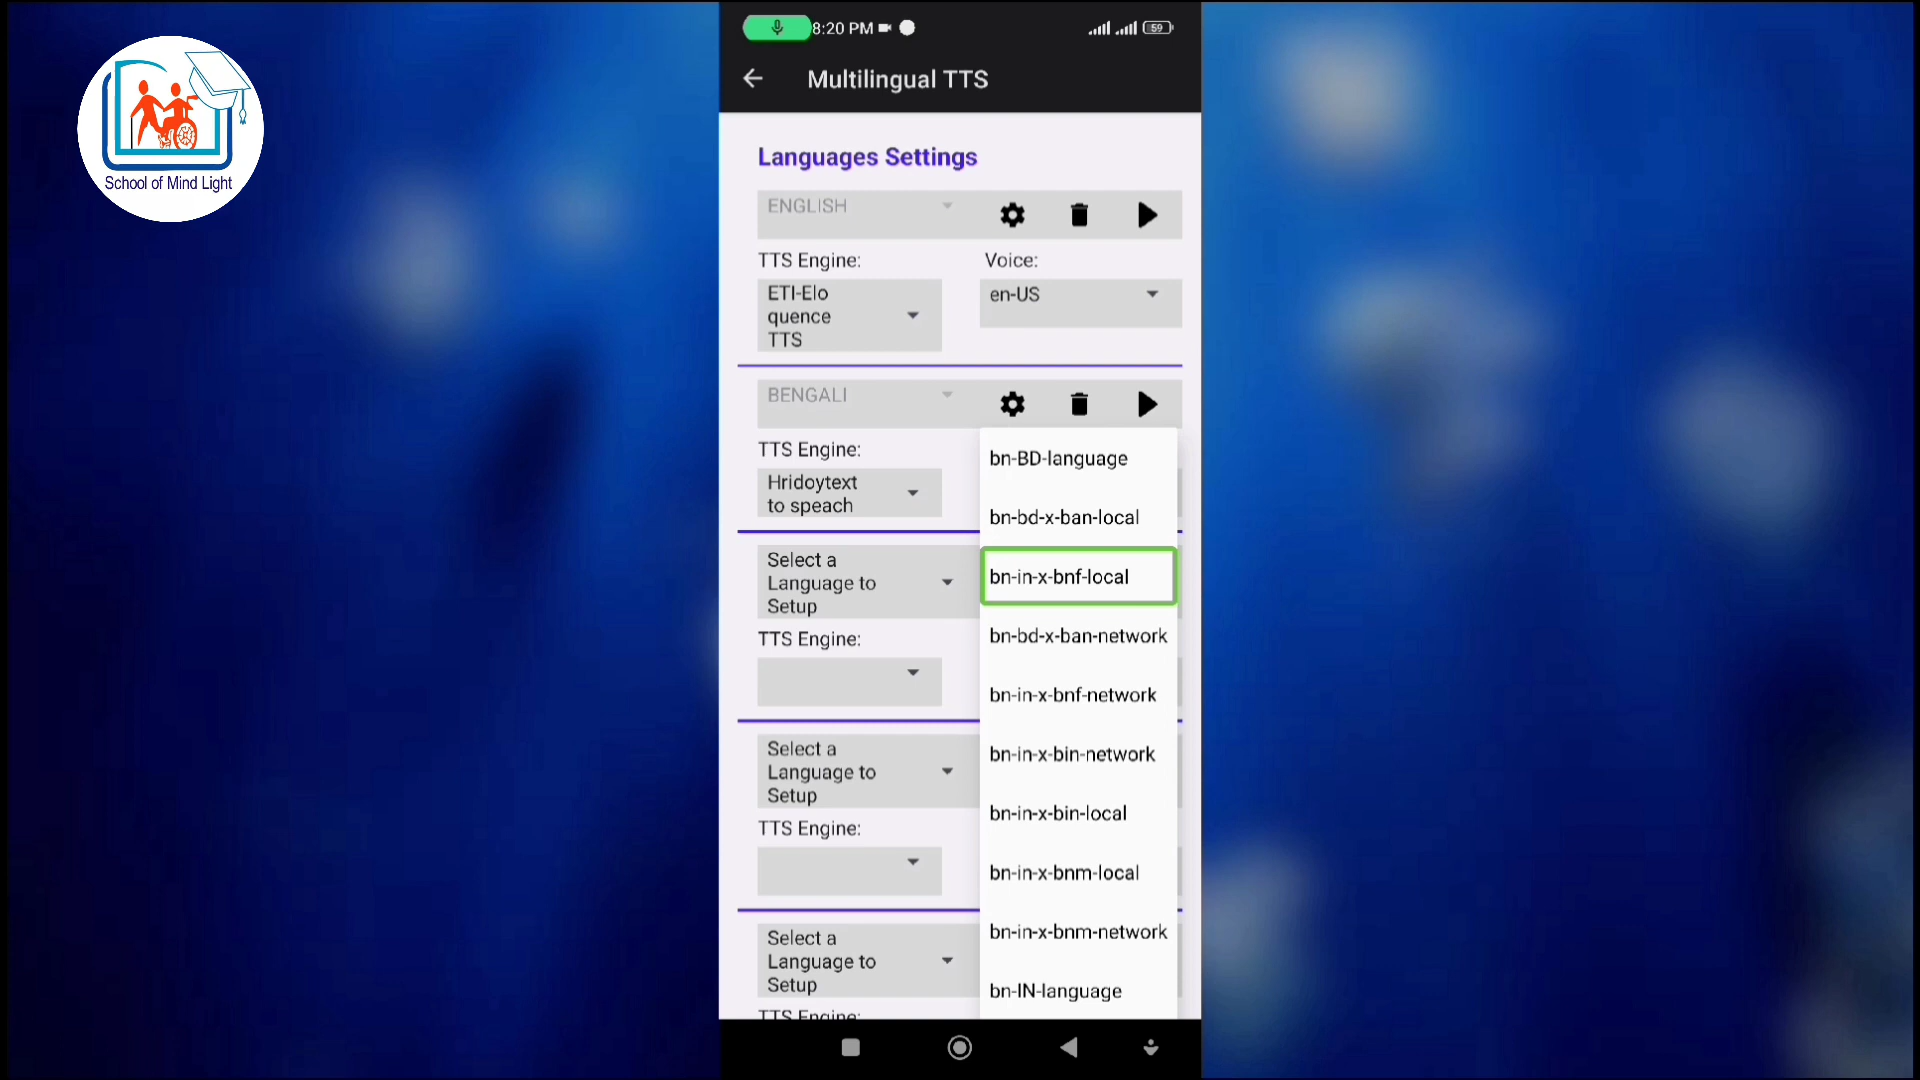 School of Mind Light
8:20 PM
59
Multilingual TTS
Languages Settings
ENGLISH
TTS Engine:
Voice:
ETI-Elo
quence
TTS
en-US
BENGALI
TTS Engine:
Hridoytext
to speach
bn-BD-language
bn-bd-x-ban-local
bn-in-x-bnf-local
bn-bd-x-ban-network
bn-in-x-bnf-network
bn-in-x-bin-network
bn-in-x-bin-local
bn-in-x-bnm-local
bn-in-x-bnm-network
bn-IN-language
Select a
Language to
Setup
TTS Engine:
Select a
Language to
Setup
TTS Engine:
Select a
Language to
Setup
TTS Engine: